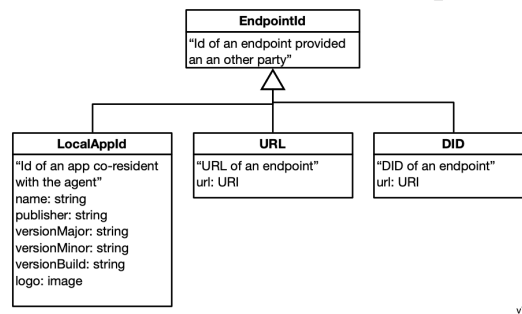 EndpointId
“Id of an endpoint provided
an an other party”
LocalAppId
“Id of an app co-resident
with the agent”
name: string
publisher: string
versionMajor: string
versionMinor: string
versionBuild: string
logo: image
URL
“URL of an endpoint”
url: URI
DID
“DID of an endpoint”
url: URI
v